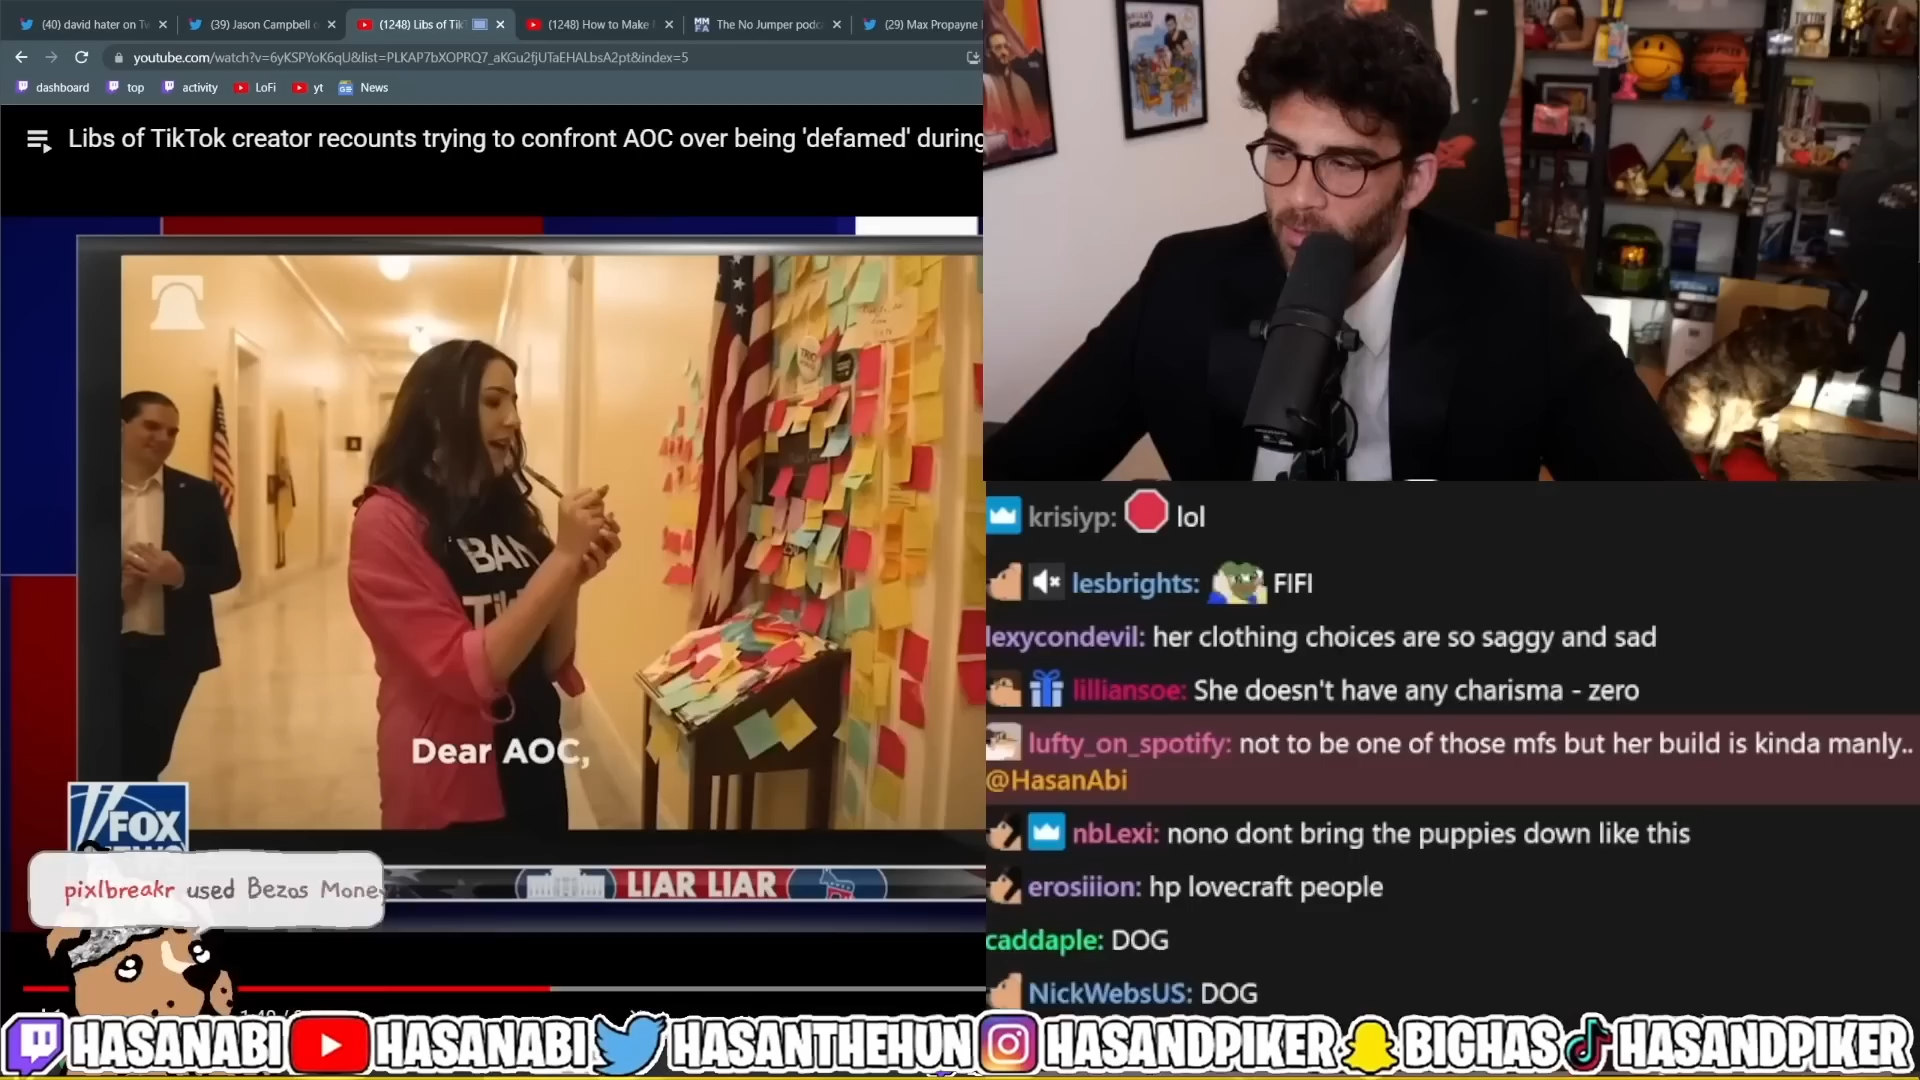 (40) david hater on Tw
(39) Jason Campbell o
(1248) Libs of Tik
(1248) How to Make
The No Jumper podc
(29) Max Propayne
youtube.com/watch?v=6yKSPYoK6qU&list=PLKAP7bXOPRQ7_aKGu2fjUTaEHALbsA2pt&index=5
dashboard
top
activity
LoFi
yt
News
Libs of TikTok creator recounts trying to confront AOC over being 'defamed' during
BAN
Dear AOC,
FOX
NEWS
LIAR LIAR
pixlbreakr used Bezos Money
krisiyp: lol
lesbrights: FIFI
lexycondevil: her clothing choices are so saggy and sad
lilliansoe: She doesn't have any charisma - zero
lufty_on_spotify: not to be one of those mfs but her build is kinda manly..
@HasanAbi
nbLexi: nono dont bring the puppies down like this
erosiiion: hp lovecraft people
caddaple: DOG
NickWebsUS: DOG
HASANABI
HASANABI
HASANTHEHUN
HASANDPIKER
BIGHAS
HASANDPIKER